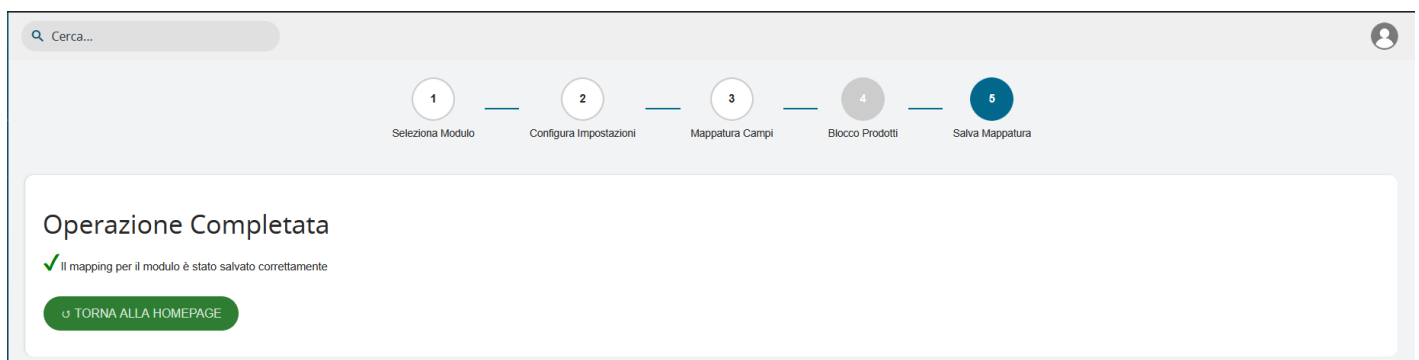 Cerca...
1 2 3 4 5
Seleziona Modulo Configura Impostazioni Mappatura Campi Blocco Prodotti Salva Mappatura
Operazione Completata
Il mapping per il modulo è stato salvato correttamente
↺ TORNA ALLA HOMEPAGE